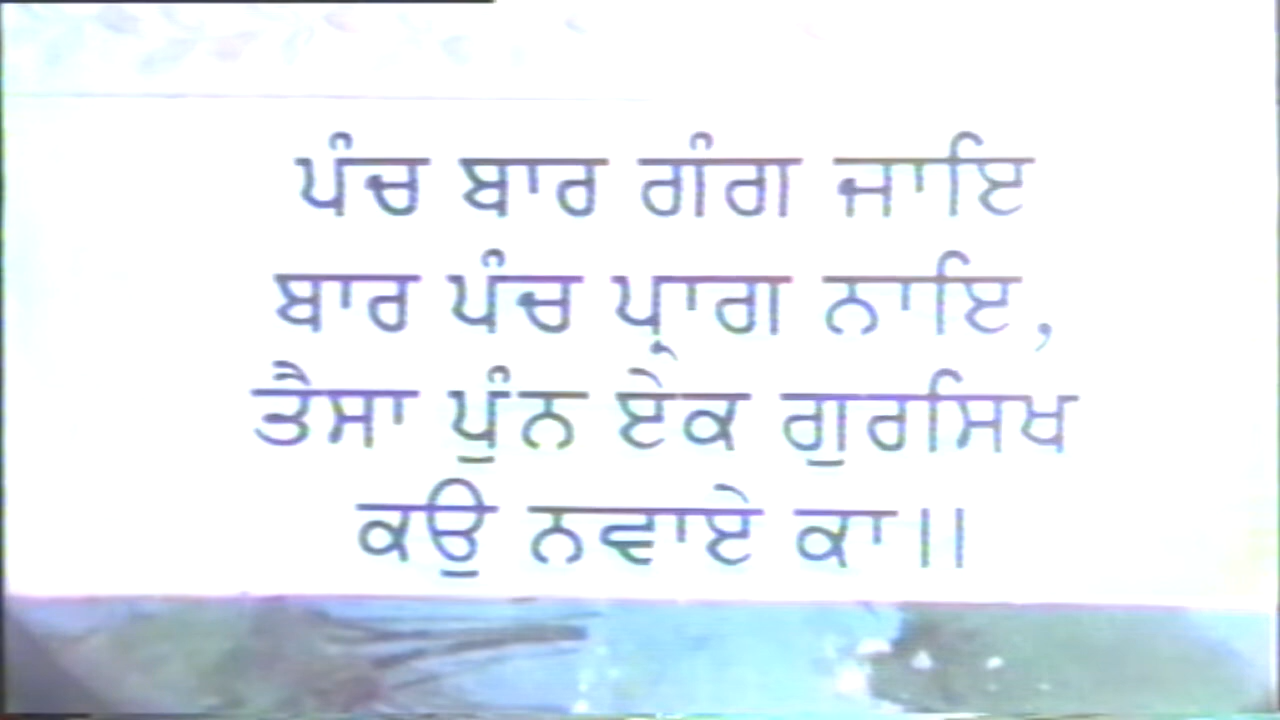 ਪੰਚ ਬਾਰ ਗੰਗ ਜਾਇ
ਬਾਰ ਪੰਚ ਪ੍ਰਾਗ ਨਾਇ,
ਤੈਸਾ ਪੁੰਨ ਏਕ ਗੁਰਸਿਖ
ਕਉ ਨਵਾਏ ਕਾ।।